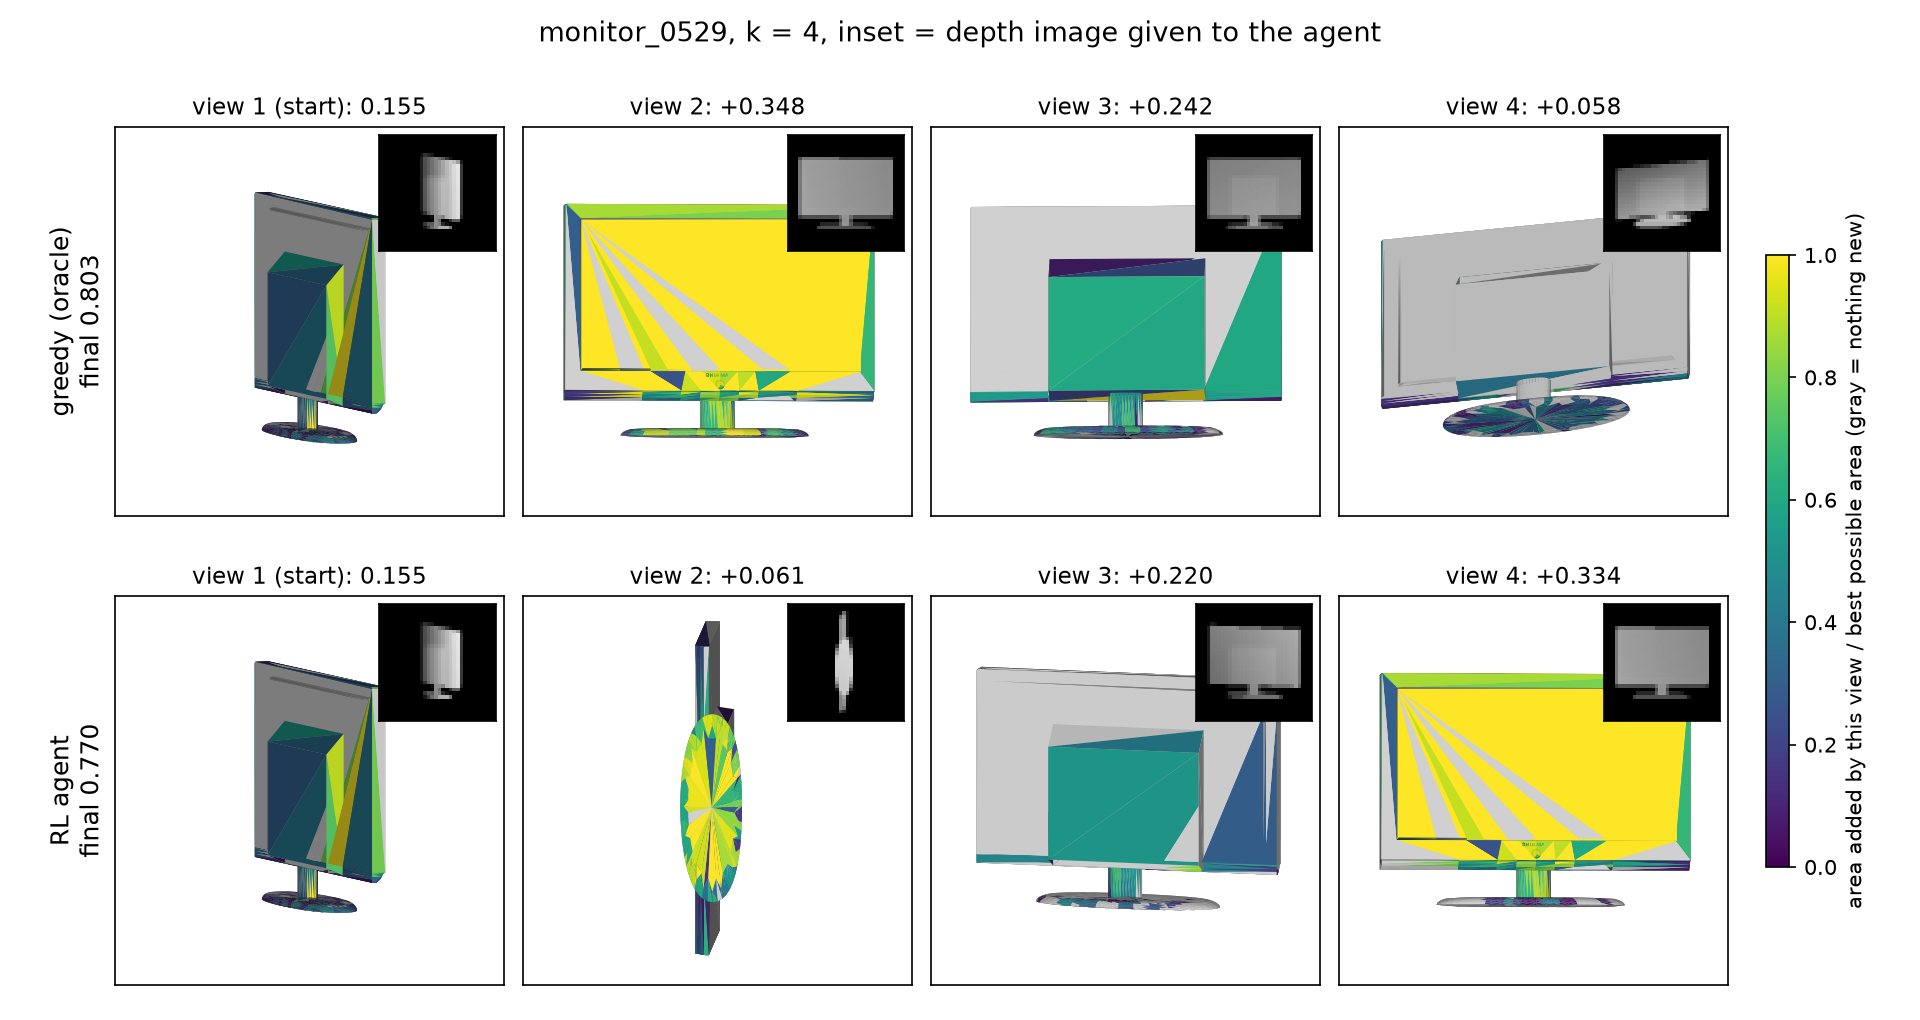 monitor_0529, k = 4, inset = depth image given to the agent
greedy (oracle)
final 0.803
view 1 (start): 0.155
view 2: +0.348
view 3: +0.242
view 4: +0.058
RL agent
final 0.770
view 1 (start): 0.155
view 2: +0.061
view 3: +0.220
view 4: +0.334
1.0
0.8
0.6
0.4
0.2
0.0
area added by this view / best possible area (gray = nothing new)